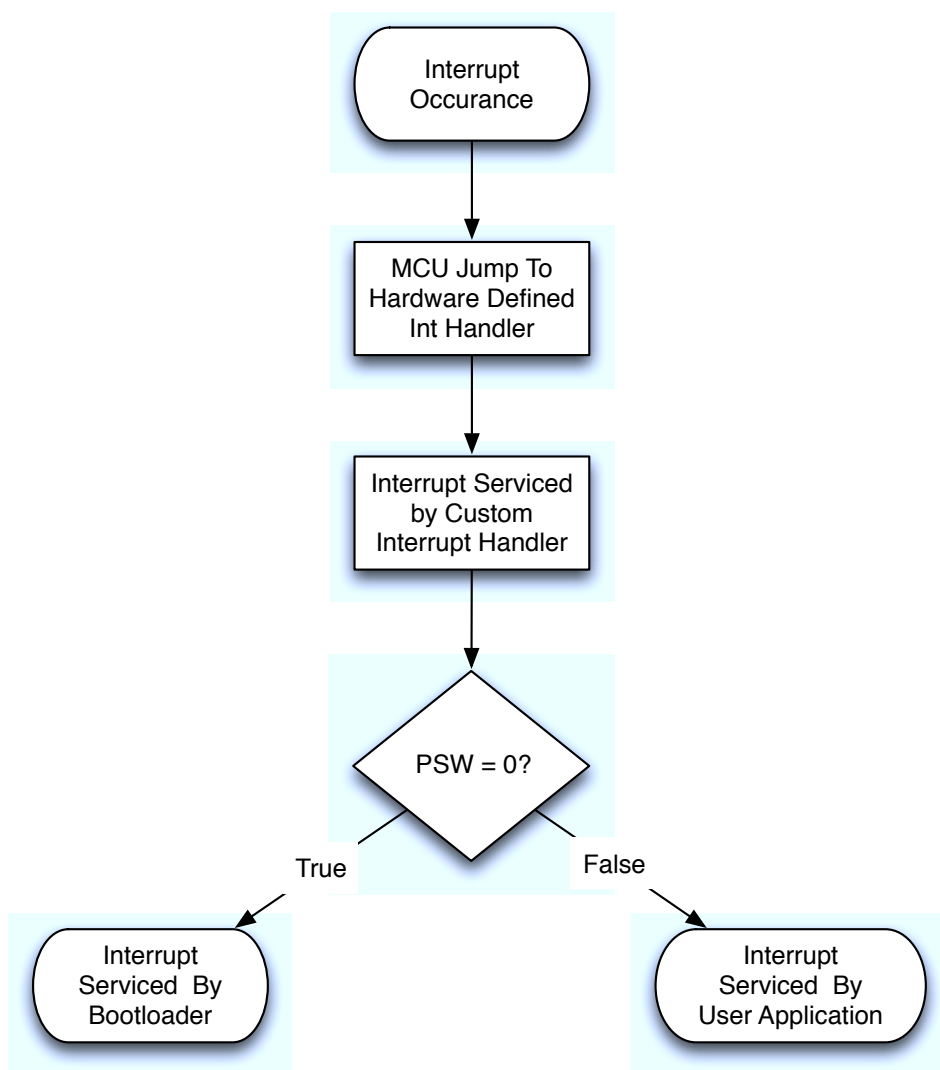 Interrupt
Occurance
MCU Jump To
Hardware Defined
Int Handler
Interrupt Serviced
by Custom
Interrupt Handler
PSW = 0?
True
False
Interrupt
Serviced By
Bootloader
Interrupt
Serviced By
User Application